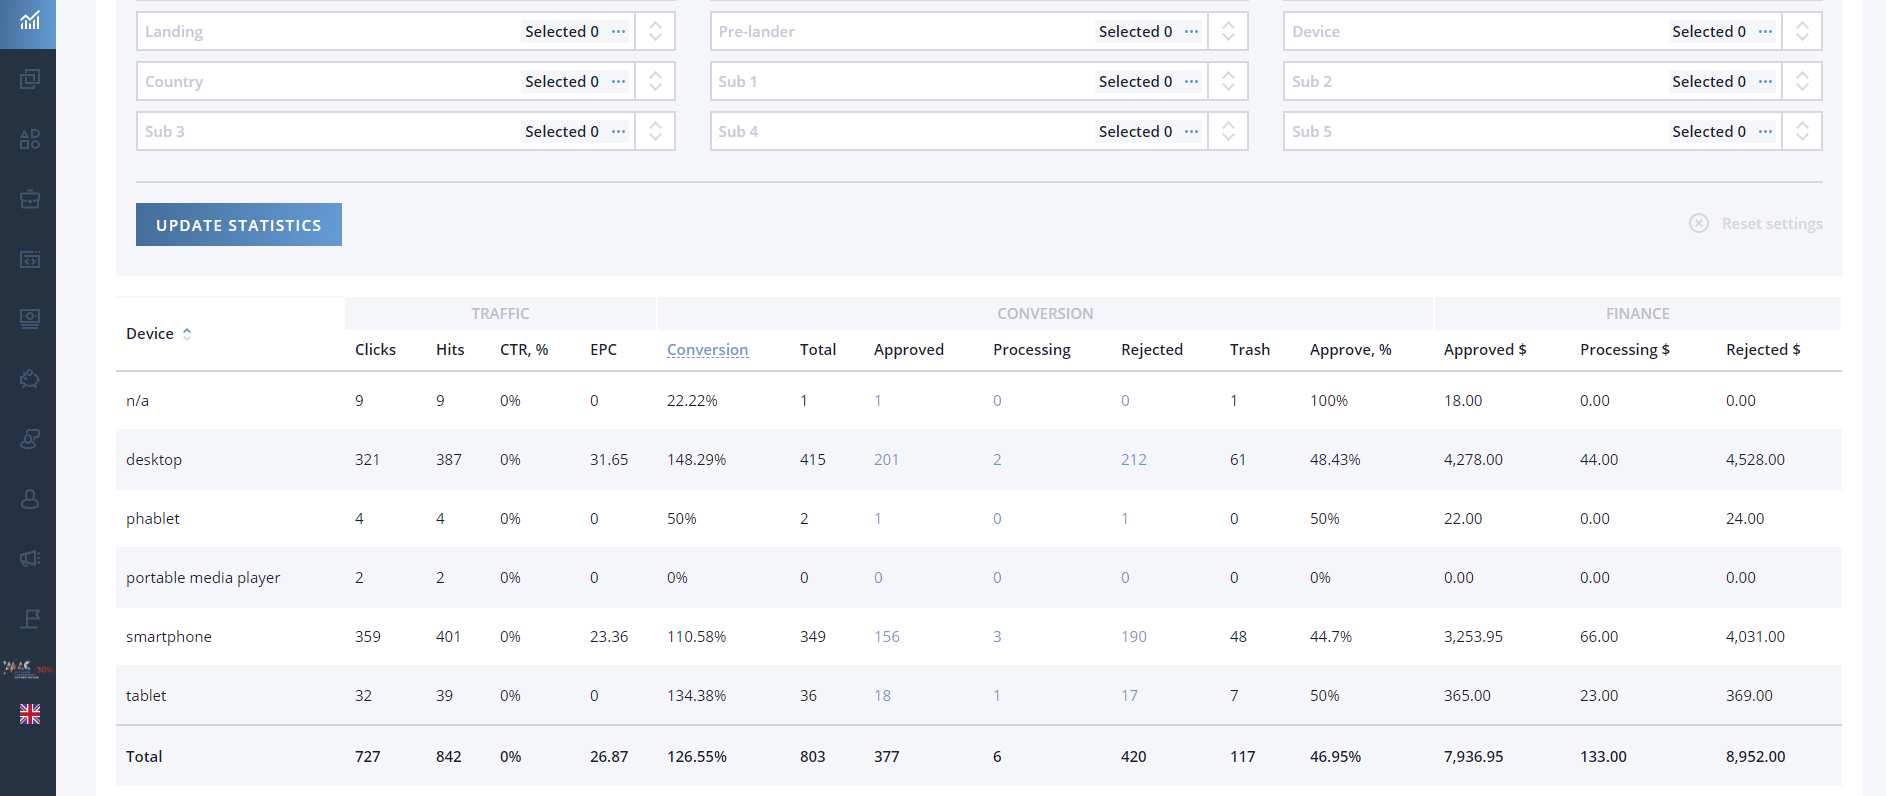 Landing Selected 0 ••• Pre-lander Selected 0 ••• Device Selected 0 •••
Country Selected 0 ••• Sub 1 Selected 0 ••• Sub 2 Selected 0 •••
Sub 3 Selected 0 ••• Sub 4 Selected 0 ••• Sub 5 Selected 0 •••
UPDATE STATISTICS Reset settings
TRAFFIC CONVERSION FINANCE
Device Clicks Hits CTR, % EPC Conversion Total Approved Processing Rejected Trash Approve, % Approved $ Processing $ Rejected $
n/a 9 9 0% 0 22.22% 1 1 0 0 1 100% 18.00 0.00 0.00
desktop 321 387 0% 31.65 148.29% 415 201 2 212 61 48.43% 4,278.00 44.00 4,528.00
phablet 4 4 0% 0 50% 2 1 0 1 0 50% 22.00 0.00 24.00
portable media player 2 2 0% 0 0% 0 0 0 0 0 0% 0.00 0.00 0.00
smartphone 359 401 0% 23.36 110.58% 349 156 3 190 48 44.7% 3,253.95 66.00 4,031.00
-30%
tablet 32 39 0% 0 134.38% 36 18 1 17 7 50% 365.00 23.00 369.00
Total 727 842 0% 26.87 126.55% 803 377 6 420 117 46.95% 7,936.95 133.00 8,952.00